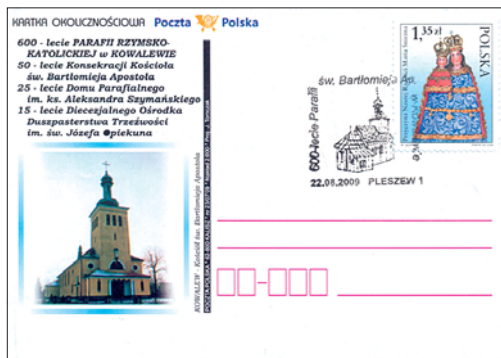 KARTKA OKOLICZNOŚCIOWA Poczta Polska
600 - lecie PARAFII RZYMSKO-
KATOLICKIEJ w KOWALEWIE
50 - lecie Konsekracji Kościoła
św. Bartłomieja Apostoła
25 - lecie Domu Parafialnego
im. ks. Aleksandra Szymańskiego
15 - lecie Diecezjalnego Ośrodka
Duszpasterstwa Trzeźwości
im. św. Józefa Opiekuna
KOWALEW - Kościół św. Bartłomieja Apostoła
POCZTA POLSKA
600-lecie Parafii
św. Bartłomieja Ap.
22.08.2009 PLESZEW 1
1,35 zł
POLSKA